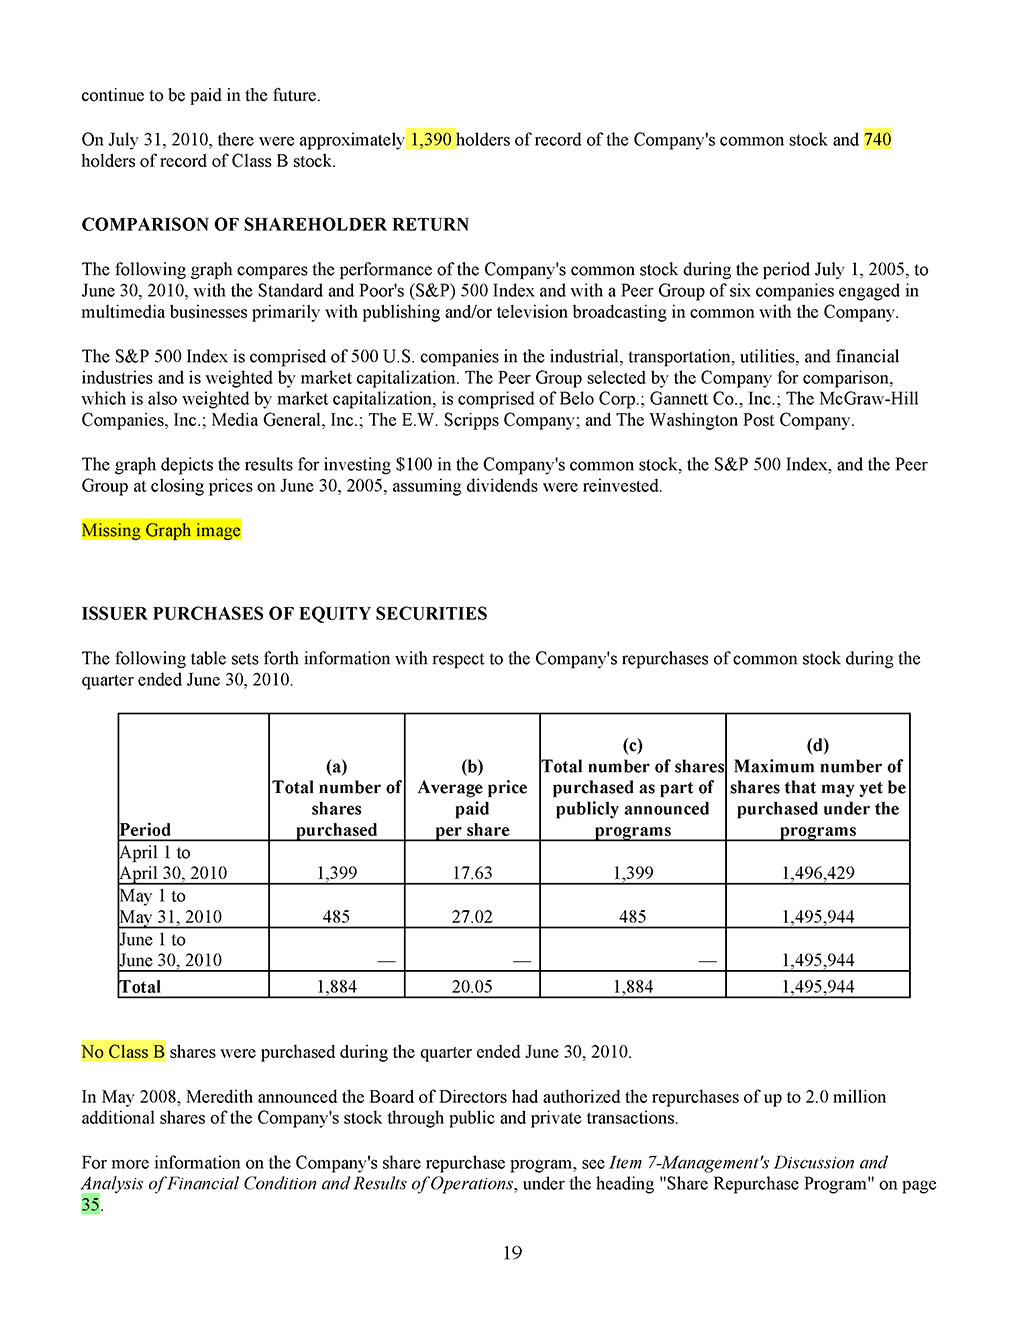 continue to be paid in the future.
On July 31, 2010, there were approximately 1,390 holders of record of the Company's common stock and 740
holders of record of Class B stock.
COMPARISON OF SHAREHOLDER RETURN
The following graph compares the performance of the Company's common stock during the period July 1, 2005, to
June 30, 2010, with the Standard and Poor's (S&P) 500 Index and with a Peer Group of six companies engaged in
multimedia businesses primarily with publishing and/or television broadcasting in common with the Company.
The S&P 500 Index is comprised of 500 U.S. companies in the industrial, transportation, utilities, and financial
industries and is weighted by market capitalization. The Peer Group selected by the Company for comparison,
which is also weighted by market capitalization, is comprised of Belo Corp.; Gannett Co., Inc.; The McGraw-Hill
Companies, Inc.; Media General, Inc.; The E.W. Scripps Company; and The Washington Post Company.
The graph depicts the results for investing $100 in the Company's common stock, the S&P 500 Index, and the Peer
Group at closing prices on June 30, 2005, assuming dividends were reinvested.
Missing Graph image
ISSUER PURCHASES OF EQUITY SECURITIES
The following table sets forth information with respect to the Company's repurchases of common stock during the
quarter ended June 30, 2010.
(c) (d)
(a) (b) Total number of shares Maximum number of
Total number of Average price purchased as part of shares that may yet be
shares paid publicly announced purchased under the
Period purchased per share programs programs
April 1 to
April 30, 2010 1,399 17.63 1,399 1,496,429
May 1 to
May 31, 2010 485 27.02 485 1,495,944
June 1 to
June 30, 2010 — — — 1,495,944
Total 1,884 20.05 1,884 1,495,944
No Class B shares were purchased during the quarter ended June 30, 2010.
In May 2008, Meredith announced the Board of Directors had authorized the repurchases of up to 2.0 million
additional shares of the Company's stock through public and private transactions.
For more information on the Company's share repurchase program, see Item 7-Management's Discussion and
Analysis of Financial Condition and Results of Operations, under the heading "Share Repurchase Program" on page
35.
19